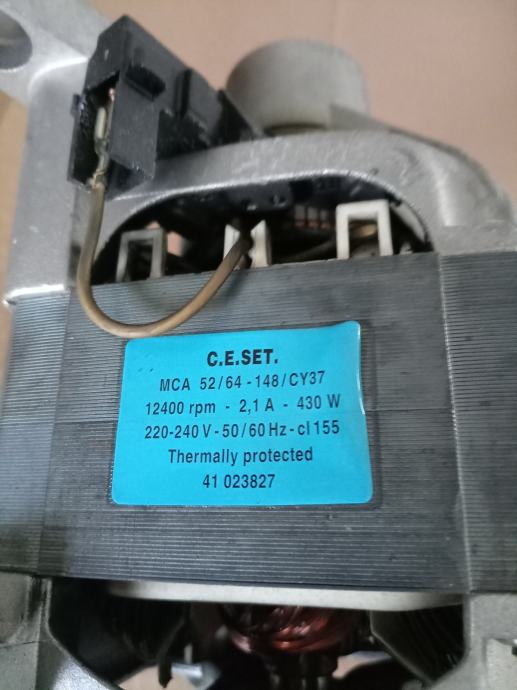 C.E.SET.
MCA 52/64 - 148/CY37
12400 rpm - 2,1 A - 430 W
220-240 V - 50/60 Hz - cl 155
Thermally protected
41 023827